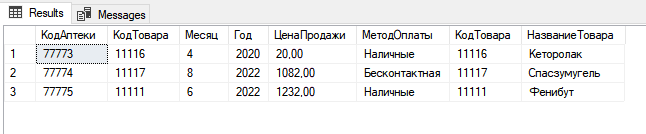 Results Messages
КодАптеки КодТовара Месяц Год ЦенаПродажи МетодОплаты КодТовара НазваниеТовара
1 77773 11116 4 2020 20,00 Наличные 11116 Кеторолак
2 77774 11117 8 2022 1082,00 Бесконтактная 11117 Спасзумугель
3 77775 11111 6 2022 1232,00 Наличные 11111 Фенибут